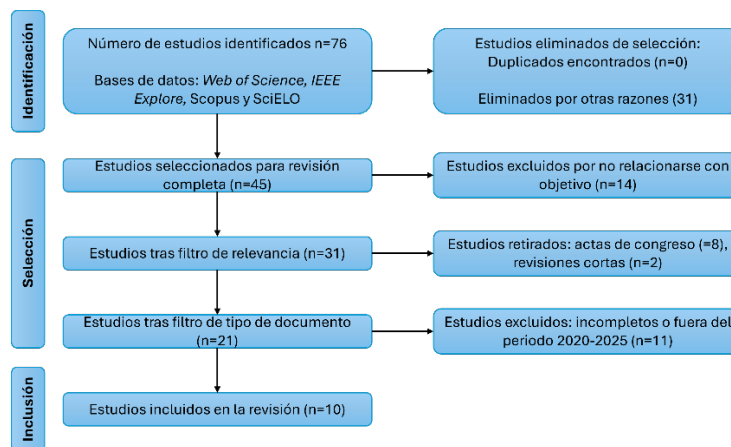 Identificación
Número de estudios identificados n=76
Bases de datos: Web of Science, IEEE
Explore, Scopus y SciELO
Estudios eliminados de selección:
Duplicados encontrados (n=0)
Eliminados por otras razones (31)
Selección
Estudios seleccionados para revisión
completa (n=45)
Estudios excluidos por no relacionarse con
objetivo (n=14)
Estudios tras filtro de relevancia (n=31)
Estudios retirados: actas de congreso (=8),
revisiones cortas (n=2)
Estudios tras filtro de tipo de documento
(n=21)
Estudios excluidos: incompletos o fuera del
periodo 2020-2025 (n=11)
Inclusión
Estudios incluidos en la revisión (n=10)